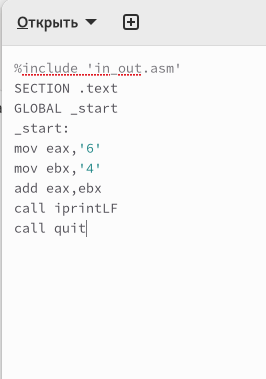 Открыть
%include 'in_out.asm'
SECTION .text
GLOBAL _start
_start:
mov eax,'6'
mov ebx,'4'
add eax,ebx
call iprintLF
call quit